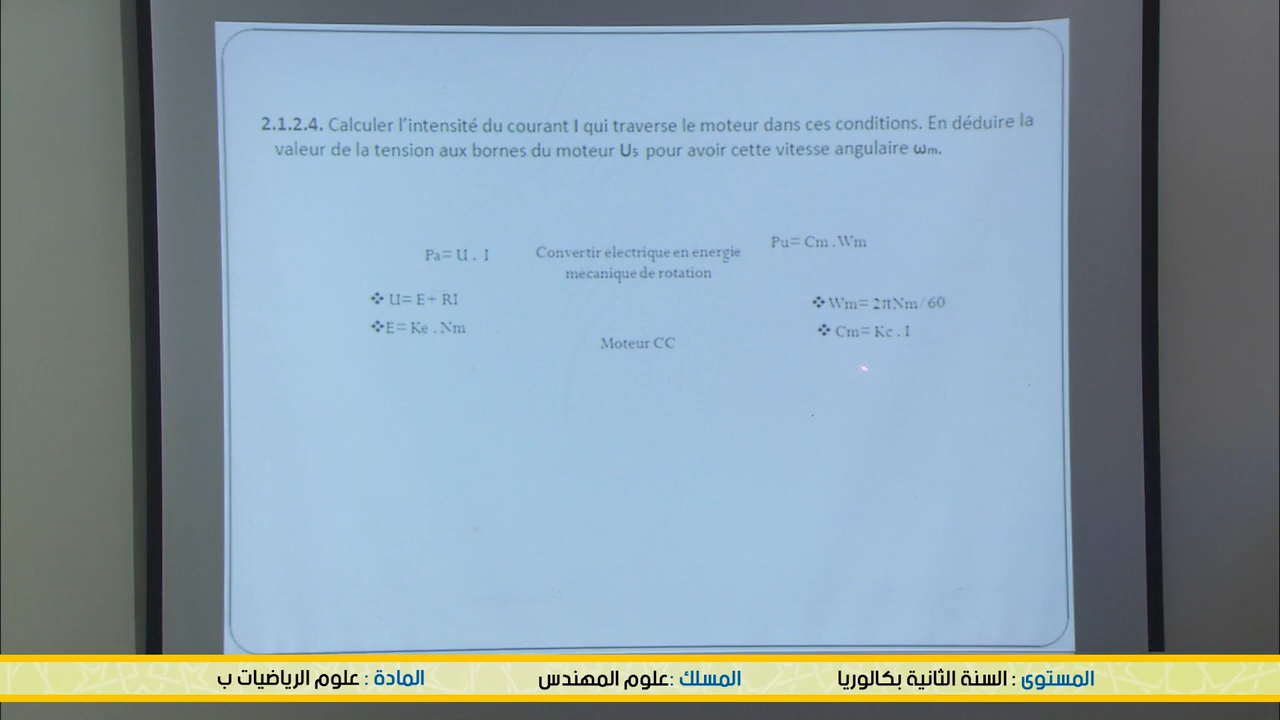 2.1.2.4. Calculer l'intensité du courant I qui traverse le moteur dans ces conditions. En déduire la
valeur de la tension aux bornes du moteur U5 pour avoir cette vitesse angulaire ωm.
Pa= U . I
Convertir électrique en energie
mecanique de rotation
Pu= Cm . Wm
❖ U= E+ RI
❖E= Ke . Nm
Moteur CC
❖Wm= 2πNm/60
❖ Cm= Kc . I
المستوى : السنة الثانية بكالوريا
المسلك :علوم المهندس
المادة : علوم الرياضيات ب